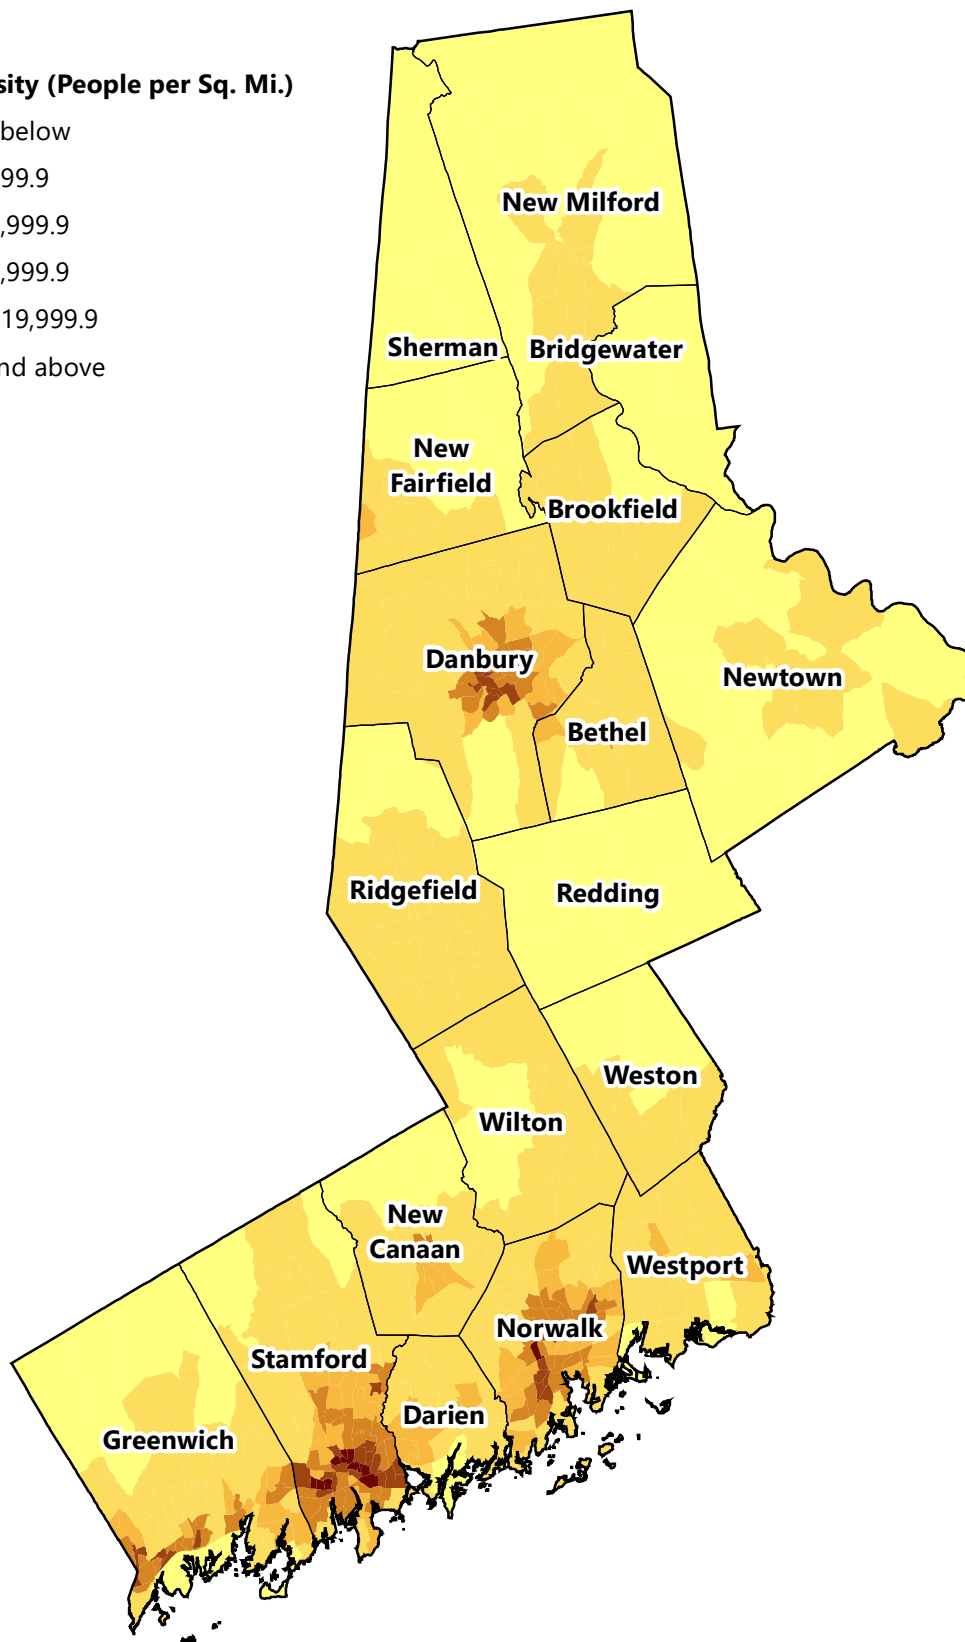 sity (People per Sq. Mi.)
below
99.9
,999.9
,999.9
19,999.9
nd above
New Milford
Sherman
Bridgewater
New
Fairfield
Brookfield
Danbury
Newtown
Bethel
Ridgefield
Redding
Weston
Wilton
New
Canaan
Westport
Norwalk
Stamford
Darien
Greenwich